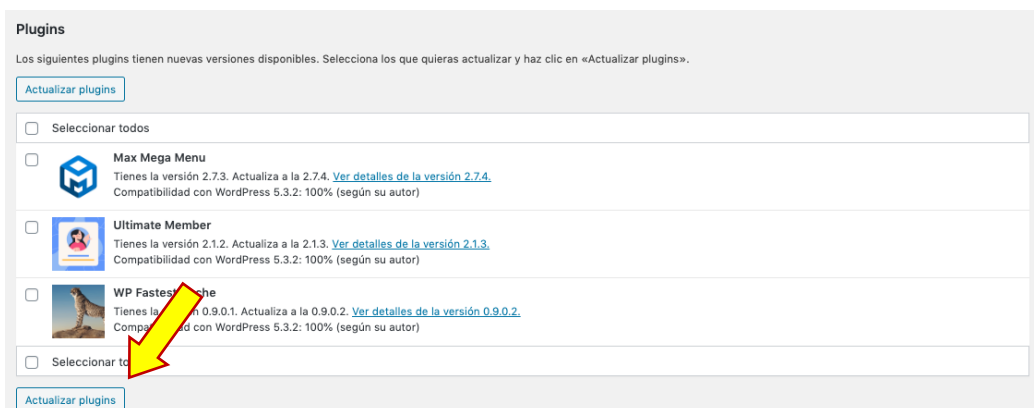 Plugins
Los siguientes plugins tienen nuevas versiones disponibles. Selecciona los que quieras actualizar y haz clic en «Actualizar plugins».
Actualizar plugins
Seleccionar todos
Max Mega Menu
Tienes la versión 2.7.3. Actualiza a la 2.7.4. Ver detalles de la versión 2.7.4.
Compatibilidad con WordPress 5.3.2: 100% (según su autor)
Ultimate Member
Tienes la versión 2.1.2. Actualiza a la 2.1.3. Ver detalles de la versión 2.1.3.
Compatibilidad con WordPress 5.3.2: 100% (según su autor)
WP Fastest
Tienes la 0.9.0.1. Actualiza a la 0.9.0.2. Ver detalles de la versión 0.9.0.2.
con WordPress 5.3.2: 100% (según su autor)
Seleccionar
Actualizar plugins